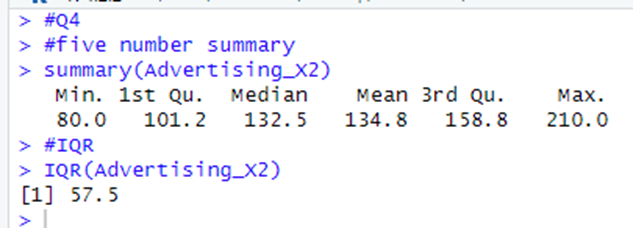 > #Q4
> #five number summary
> summary(Advertising_X2)
   Min. 1st Qu.  Median    Mean 3rd Qu.    Max.
   80.0   101.2   132.5   134.8   158.8   210.0
> #IQR
> IQR(Advertising_X2)
[1] 57.5
>